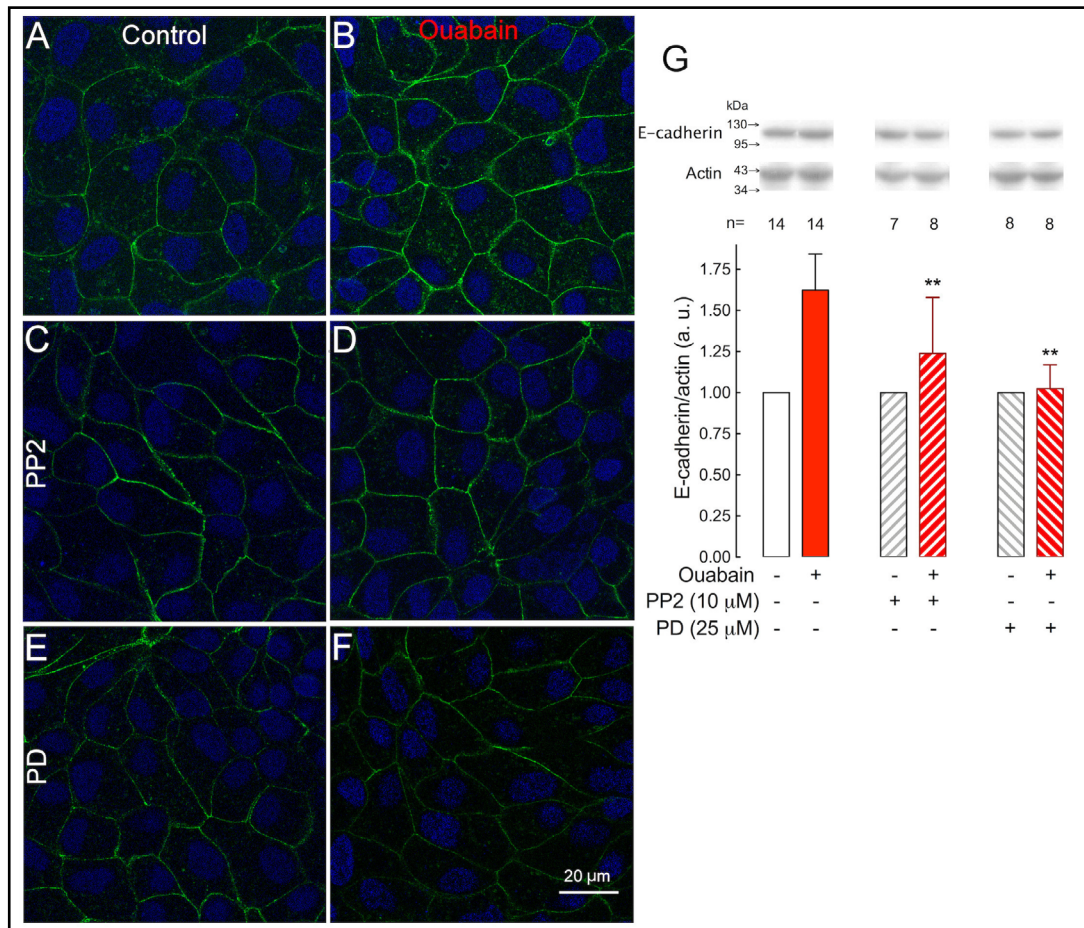 A Control
B Ouabain
C
PP2
D
E
PD
F
20 µm
G
kDa
E-cadherin
130→
95→
Actin
43→
34→
n= 14 14 7 8 8 8
E-cadherin/actin (a. u.)
1.75
1.50
1.25
1.00
0.75
0.50
0.25
0.00
**
**
Ouabain - + - + - +
PP2 (10 µM) - - + + - -
PD (25 µM) - - - - + +